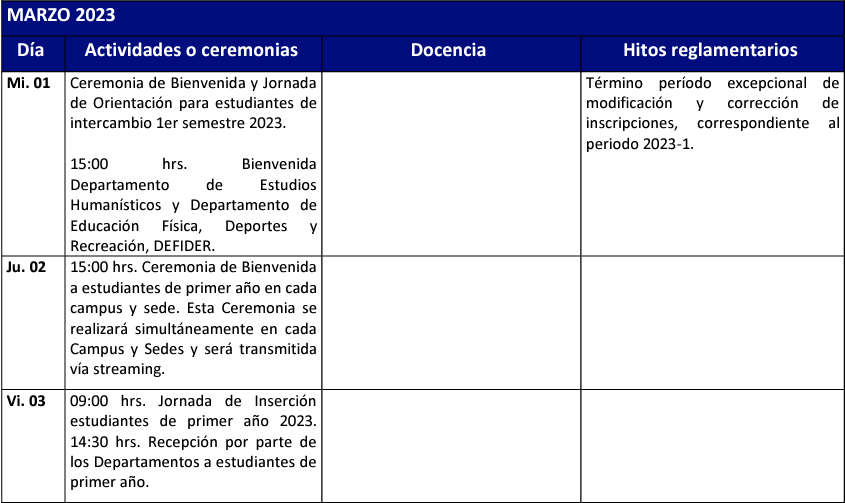 MARZO 2023
Día
Actividades o ceremonias
Docencia
Hitos reglamentarios
Mi. 01
Ceremonia de Bienvenida y Jornada
de Orientación para estudiantes de
intercambio 1er semestre 2023.
15:00 hrs. Bienvenida
Departamento de Estudios
Humanísticos y Departamento de
Educación Física, Deportes y
Recreación, DEFIDER.
Término período excepcional de
modificación y corrección de
inscripciones, correspondiente al
periodo 2023-1.
Ju. 02
15:00 hrs. Ceremonia de Bienvenida
a estudiantes de primer año en cada
campus y sede. Esta Ceremonia se
realizará simultáneamente en cada
Campus y Sedes y será transmitida
vía streaming.
Vi. 03
09:00 hrs. Jornada de Inserción
estudiantes de primer año 2023.
14:30 hrs. Recepción por parte de
los Departamentos a estudiantes de
primer año.